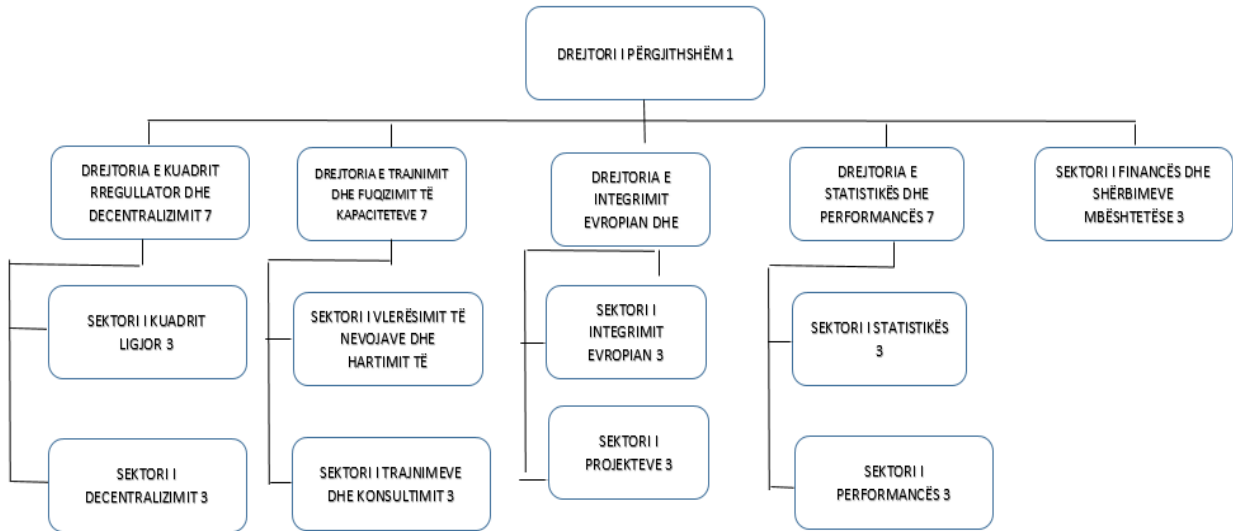 DREJTORI I PËRGJITHSHËM 1
DREJTORIA E KUADRIT
RREGULLATOR DHE
DECENTRALIZIMIT 7
DREJTORIA E TRAJNIMIT
DHE FUQIZIMIT TË
KAPACITETEVE 7
DREJTORIA E
INTEGRIMIT
EVROPIAN DHE
DREJTORIA E
STATISTIKËS DHE
PERFORMANCËS 7
SEKTORI I FINANCËS DHE
SHËRBIMEVE
MBËSHTETËSE 3
SEKTORI I KUADRIT
LIGJOR 3
SEKTORI I VLERËSIMIT TË
NEVOJAVE DHE
HARTIMIT TË
SEKTORI I
INTEGRIMIT
EVROPIAN 3
SEKTORI I STATISTIKËS
3
SEKTORI I
DECENTRALIZIMIT 3
SEKTORI I TRAJNIMEVE
DHE KONSULTIMIT 3
SEKTORI I
PROJEKTEVE 3
SEKTORI I
PERFORMANCËS 3